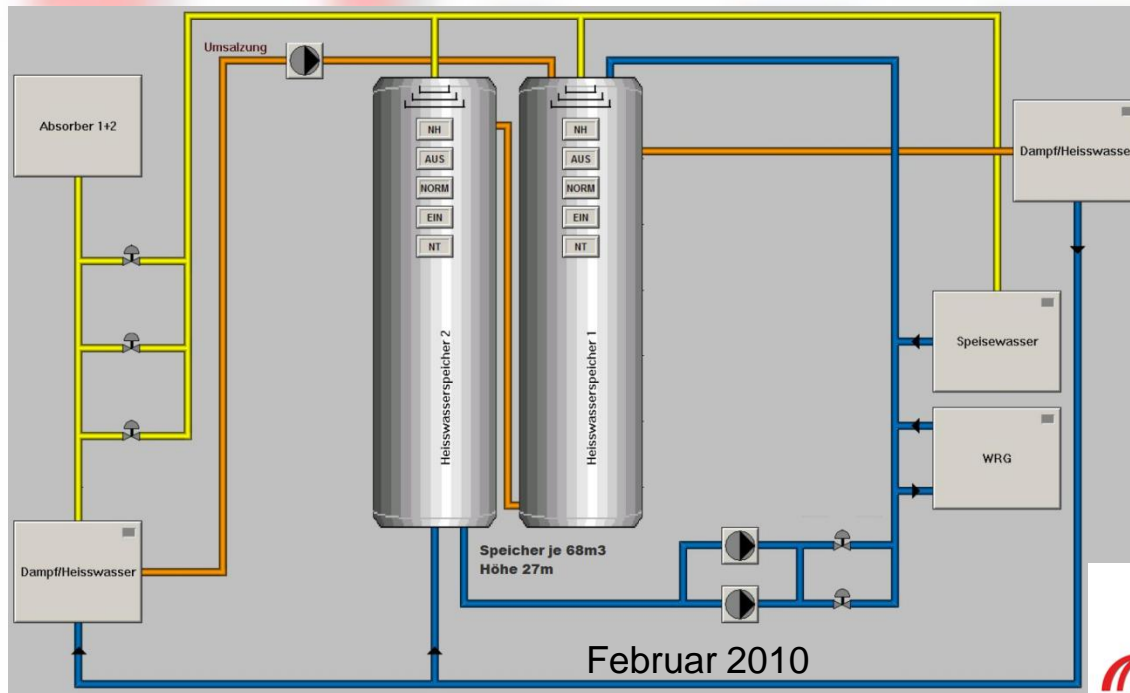 Umsalzung
Absorber 1+2
NH
AUS
NORM
EIN
NT
Heisswasserspeicher 2
NH
AUS
NORM
EIN
NT
Heisswasserspeicher 1
Dampf/Heisswasse
Speisewasser
WRG
Dampf/Heisswasser
Speicher je 68m3
Höhe 27m
Februar 2010